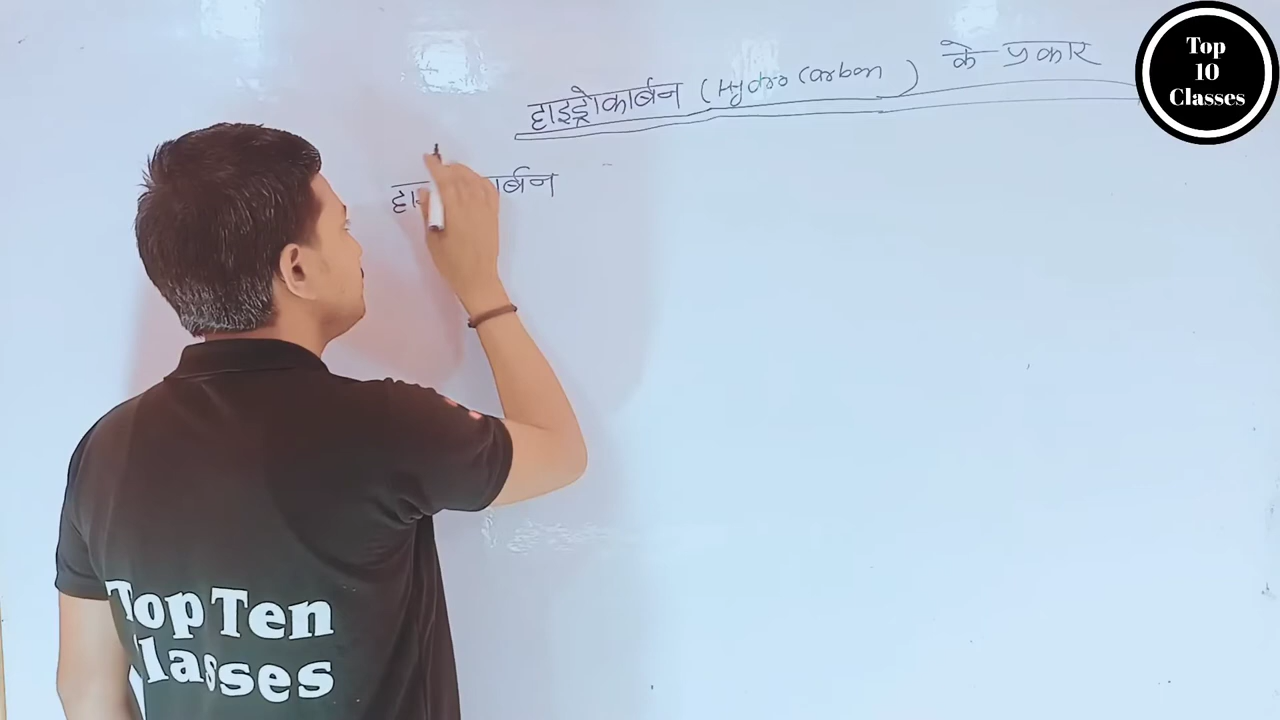 हाइड्रोकार्बन (Hydrocarbon) के प्रकार
Top
10
Classes
Top Ten
Classes